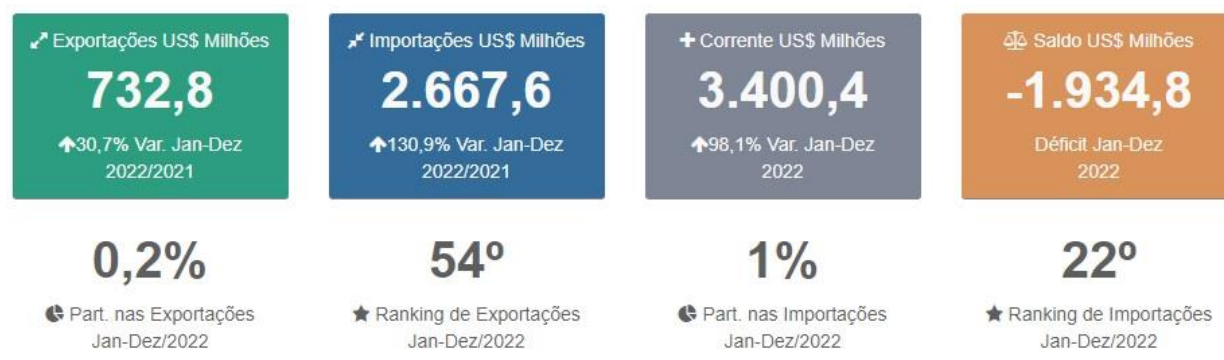 Exportações US$ Milhões
732,8
30,7% Var. Jan-Dez
2022/2021
Importações US$ Milhões
2.667,6
130,9% Var. Jan-Dez
2022/2021
Corrente US$ Milhões
3.400,4
98,1% Var. Jan-Dez
2022
Saldo US$ Milhões
-1.934,8
Déficit Jan-Dez
2022
0,2%
Part. nas Exportações
Jan-Dez/2022
54º
Ranking de Exportações
Jan-Dez/2022
1%
Part. nas Importações
Jan-Dez/2022
22º
Ranking de Importações
Jan-Dez/2022